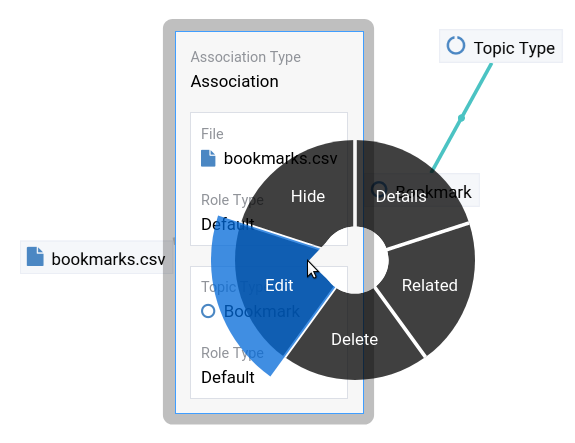 Topic Type
Association Type
Association
File
bookmarks.csv
Hide
Details
Bookmark
Role Type
Default
bookmarks.csv
Edit
Related
Topic Type
Bookmark
Delete
Role Type
Default